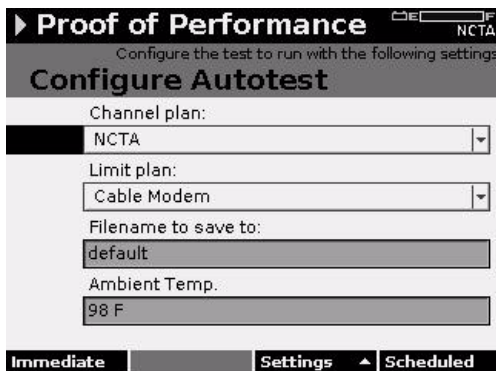 Proof of Performance
E F
NCTA
Configure the test to run with the following settings
Configure Autotest
Channel plan:
NCTA
Limit plan:
Cable Modem
Filename to save to:
default
Ambient Temp.
98 F
Immediate Settings Scheduled